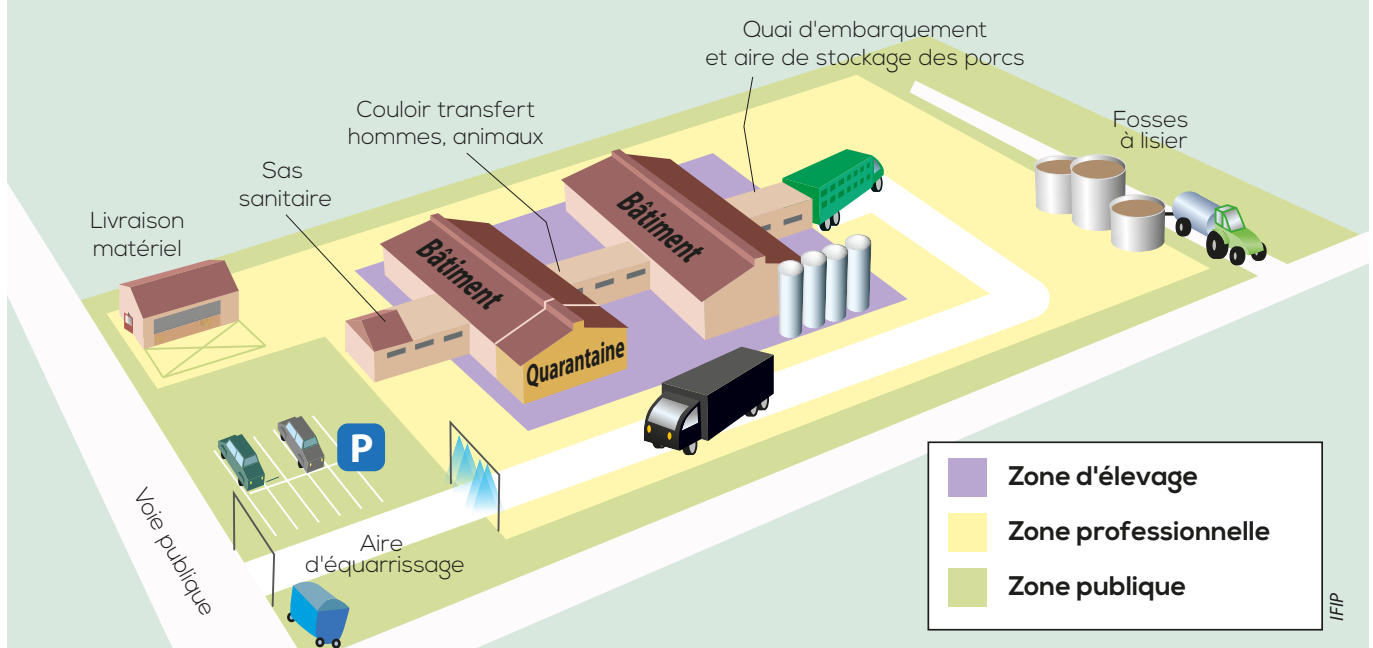 Quai d'embarquement
et aire de stockage des porcs
Couloir transfert
hommes, animaux
Fosses
à lisier
Sas
sanitaire
Livraison
matériel
Bâtiment
Bâtiment
Quarantaine
P
Voie publique
Aire
d'équarrissage
Zone d'élevage
Zone professionnelle
Zone publique
IFIP